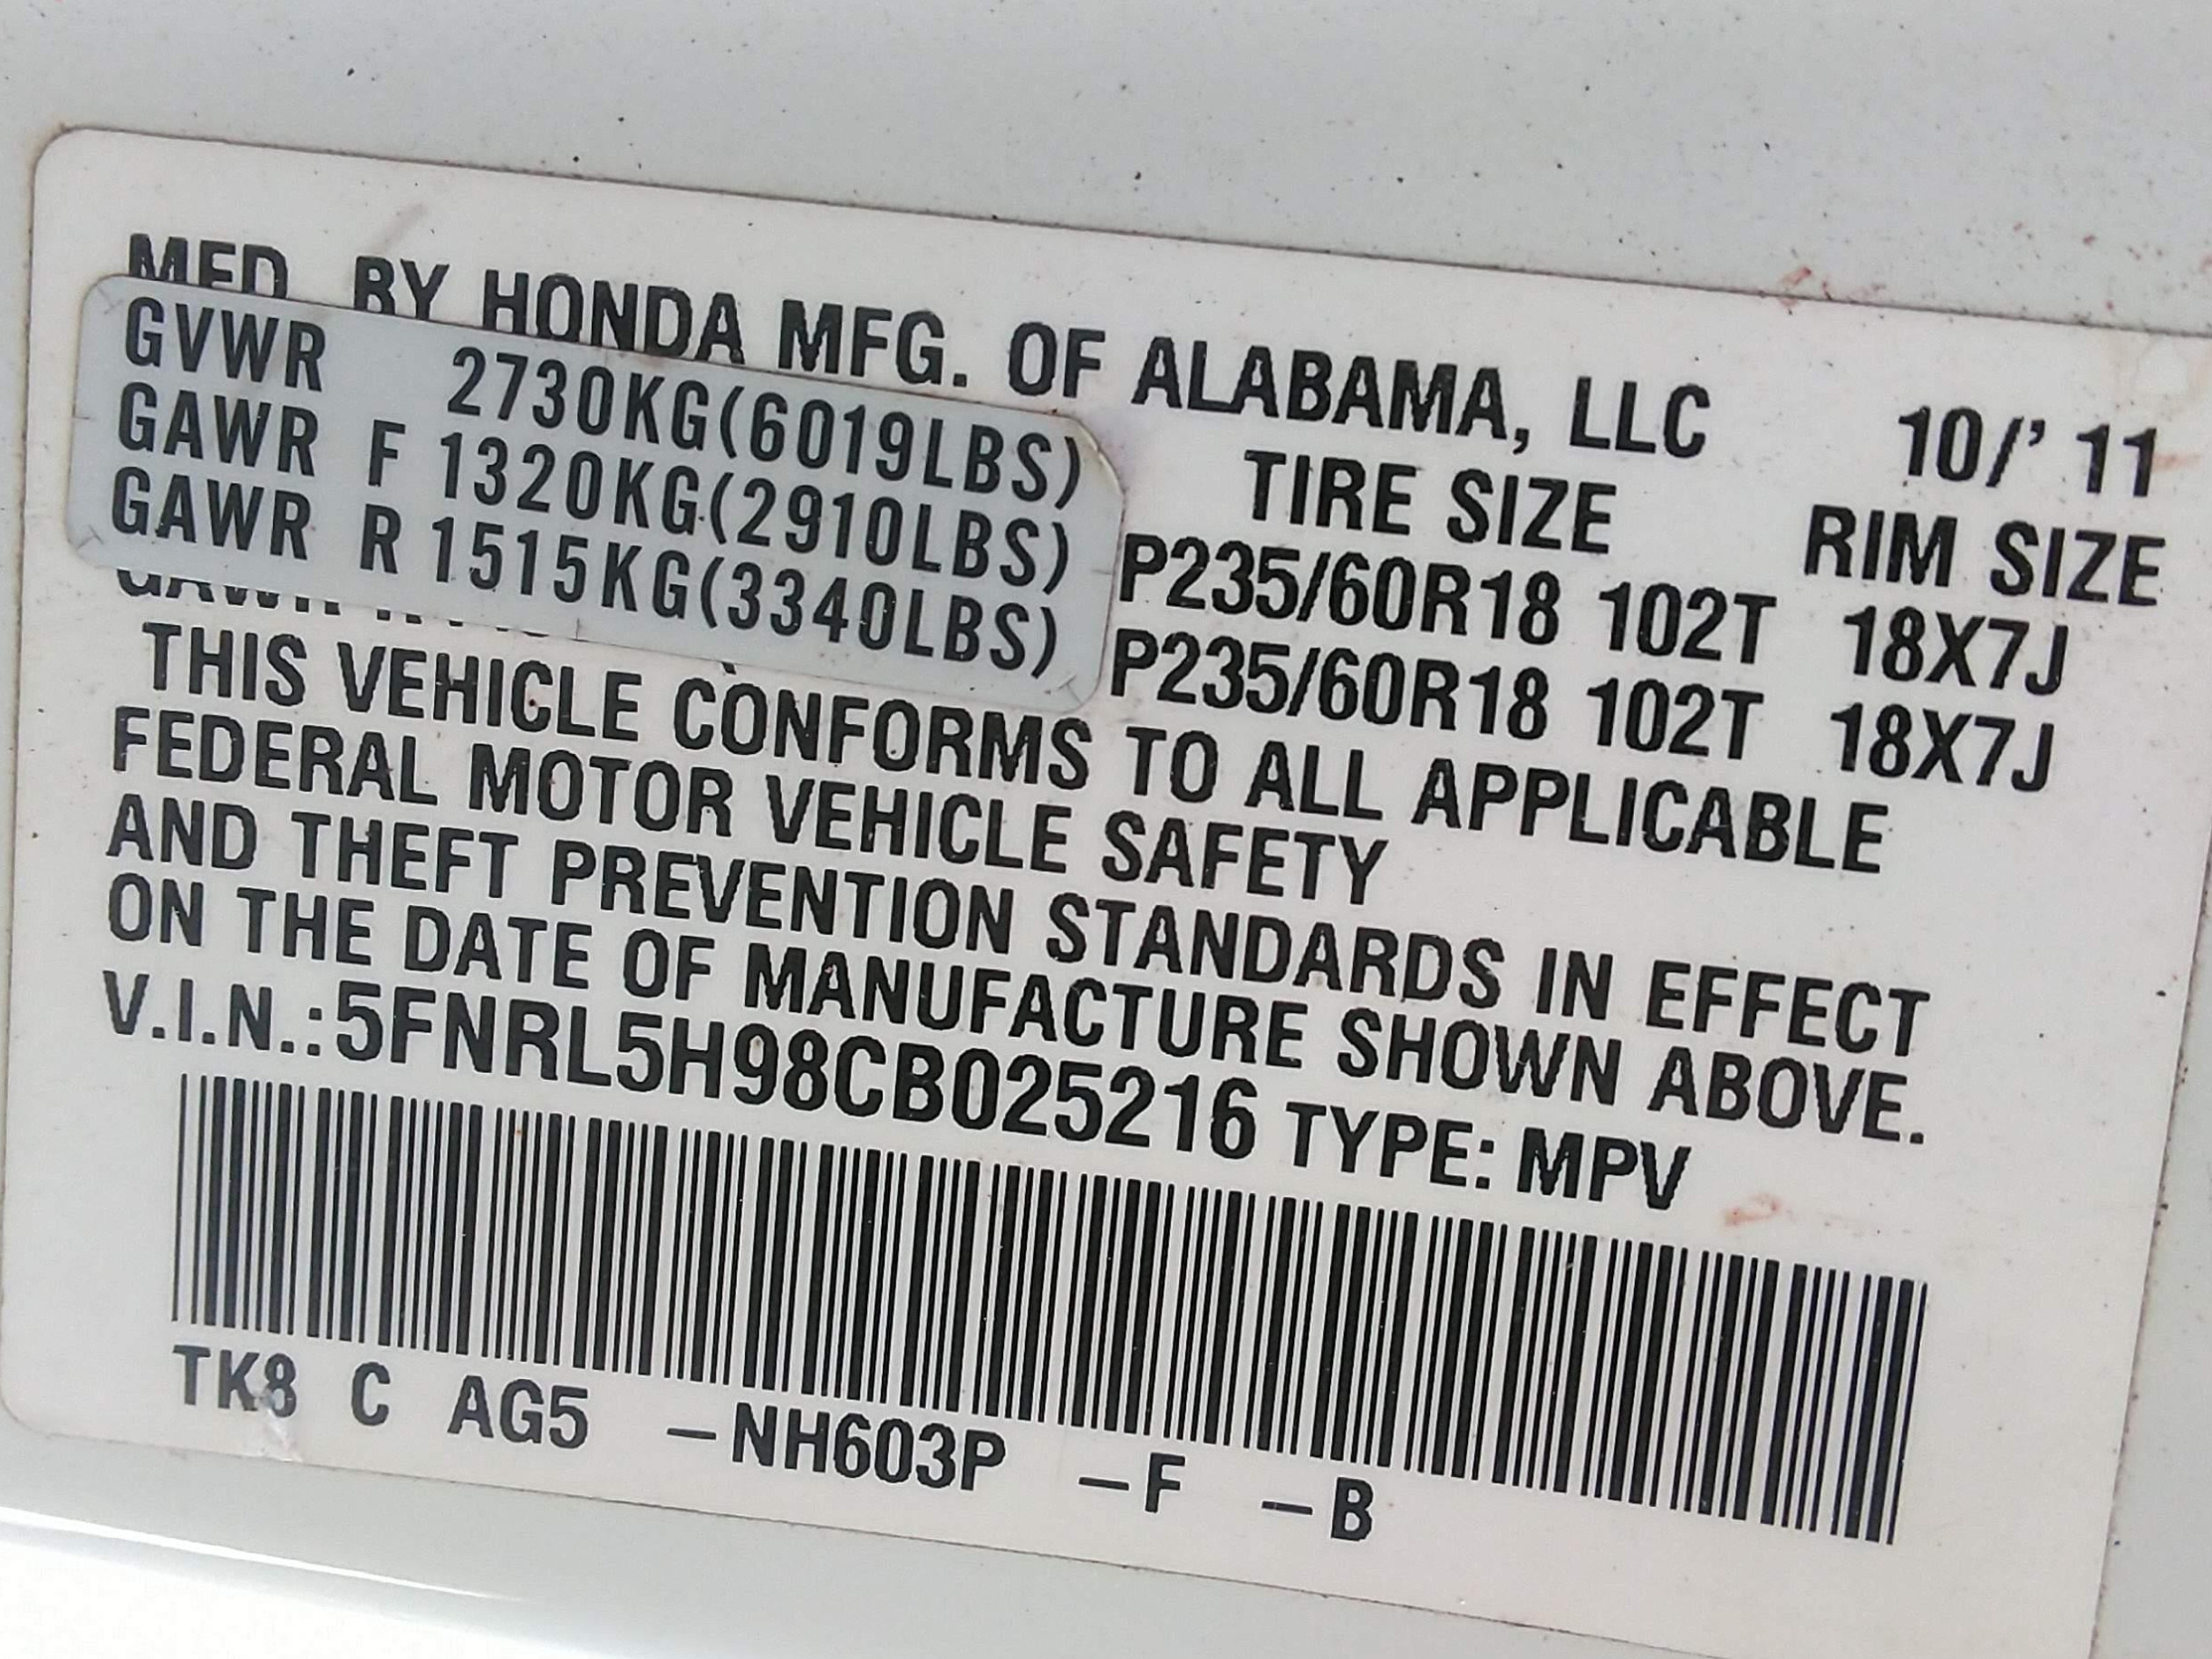 MFD. BY HONDA MFG. OF ALABAMA, LLC 10/' 11
GVWR 2730KG(6019LBS)
GAWR F 1320KG(2910LBS)
GAWR R 1515KG(3340LBS)
TIRE SIZE RIM SIZE
P235/60R18 102T 18X7J
P235/60R18 102T 18X7J
THIS VEHICLE CONFORMS TO ALL APPLICABLE
FEDERAL MOTOR VEHICLE SAFETY
AND THEFT PREVENTION STANDARDS IN EFFECT
ON THE DATE OF MANUFACTURE SHOWN ABOVE.
V.I.N.:5FNRL5H98CB025216 TYPE: MPV
TK8 C AG5 –NH603P –F –B